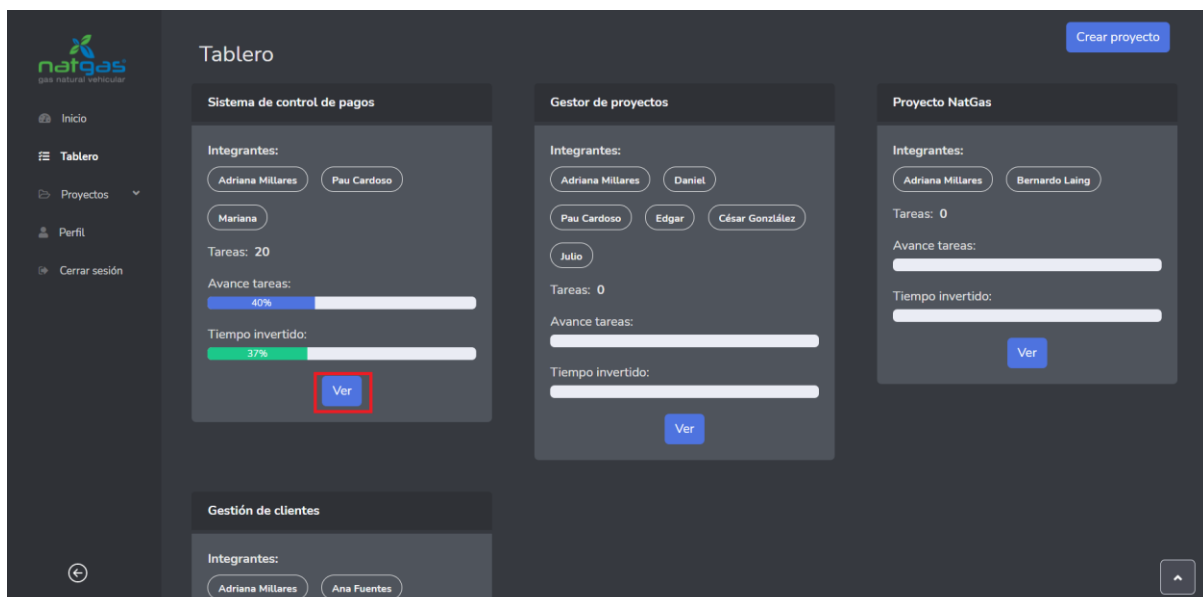 natgas
gas natural vehicular
Inicio
Tablero
Proyectos
Perfil
Cerrar sesión
Tablero
Crear proyecto
Sistema de control de pagos
Integrantes:
Adriana Millares Pau Cardoso
Mariana
Tareas: 20
Avance tareas:
40%
Tiempo invertido:
37%
Ver
Gestor de proyectos
Integrantes:
Adriana Millares Daniel
Pau Cardoso Edgar César Gonzlález
Julio
Tareas: 0
Avance tareas:
Tiempo invertido:
Ver
Proyecto NatGas
Integrantes:
Adriana Millares Bernardo Laing
Tareas: 0
Avance tareas:
Tiempo invertido:
Ver
Gestión de clientes
Integrantes:
Adriana Millares Ana Fuentes